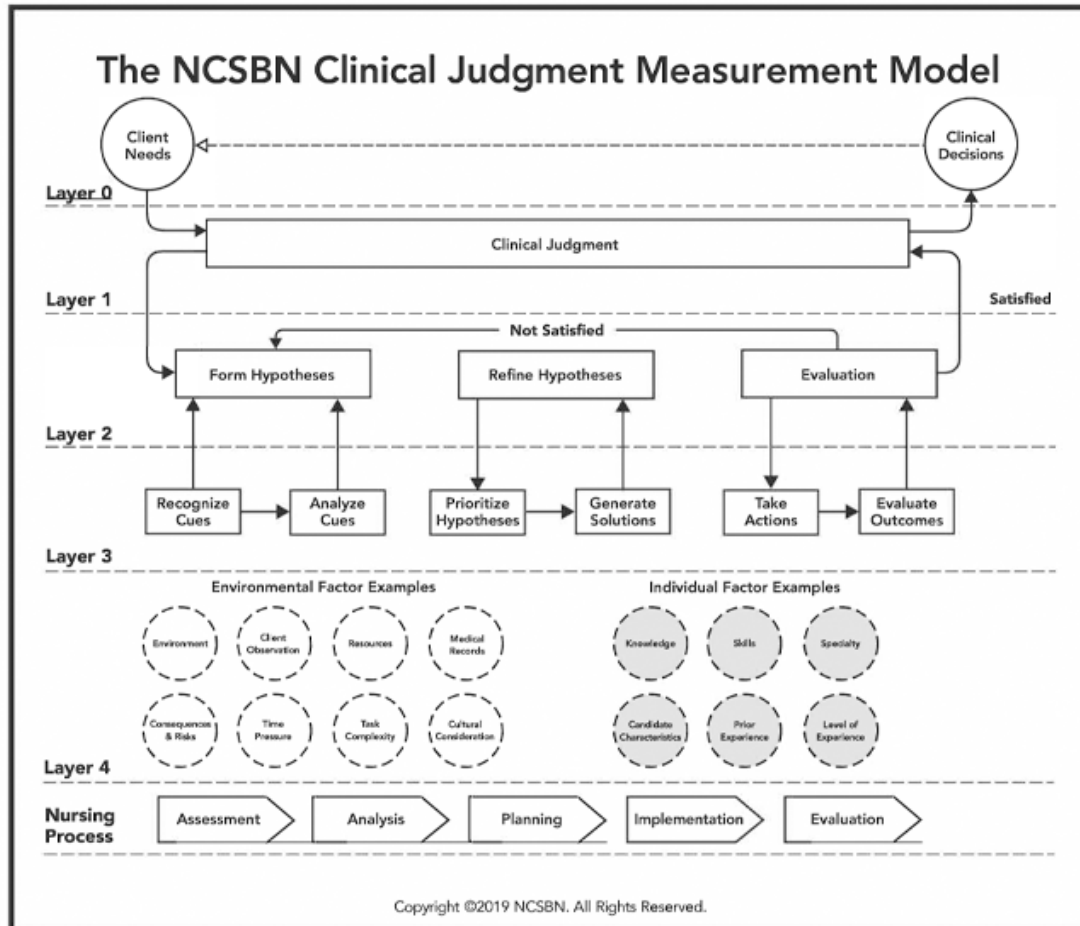 The NCSBN Clinical Judgment Measurement Model
Client
Needs
Clinical
Decisions
Layer 0
Clinical Judgment
Layer 1
Satisfied
Not Satisfied
Form Hypotheses
Refine Hypotheses
Evaluation
Layer 2
Recognize
Cues
Analyze
Cues
Prioritize
Hypotheses
Generate
Solutions
Take
Actions
Evaluate
Outcomes
Layer 3
Environmental Factor Examples
Individual Factor Examples
Environment
Client
Observation
Resources
Medical
Records
Knowledge
Skills
Specialty
Consequences
& Risks
Time
Pressure
Task
Complexity
Cultural
Consideration
Candidate
Characteristics
Prior
Experience
Level of
Experience
Layer 4
Nursing
Process
Assessment
Analysis
Planning
Implementation
Evaluation
Copyright ©2019 NCSBN. All Rights Reserved.